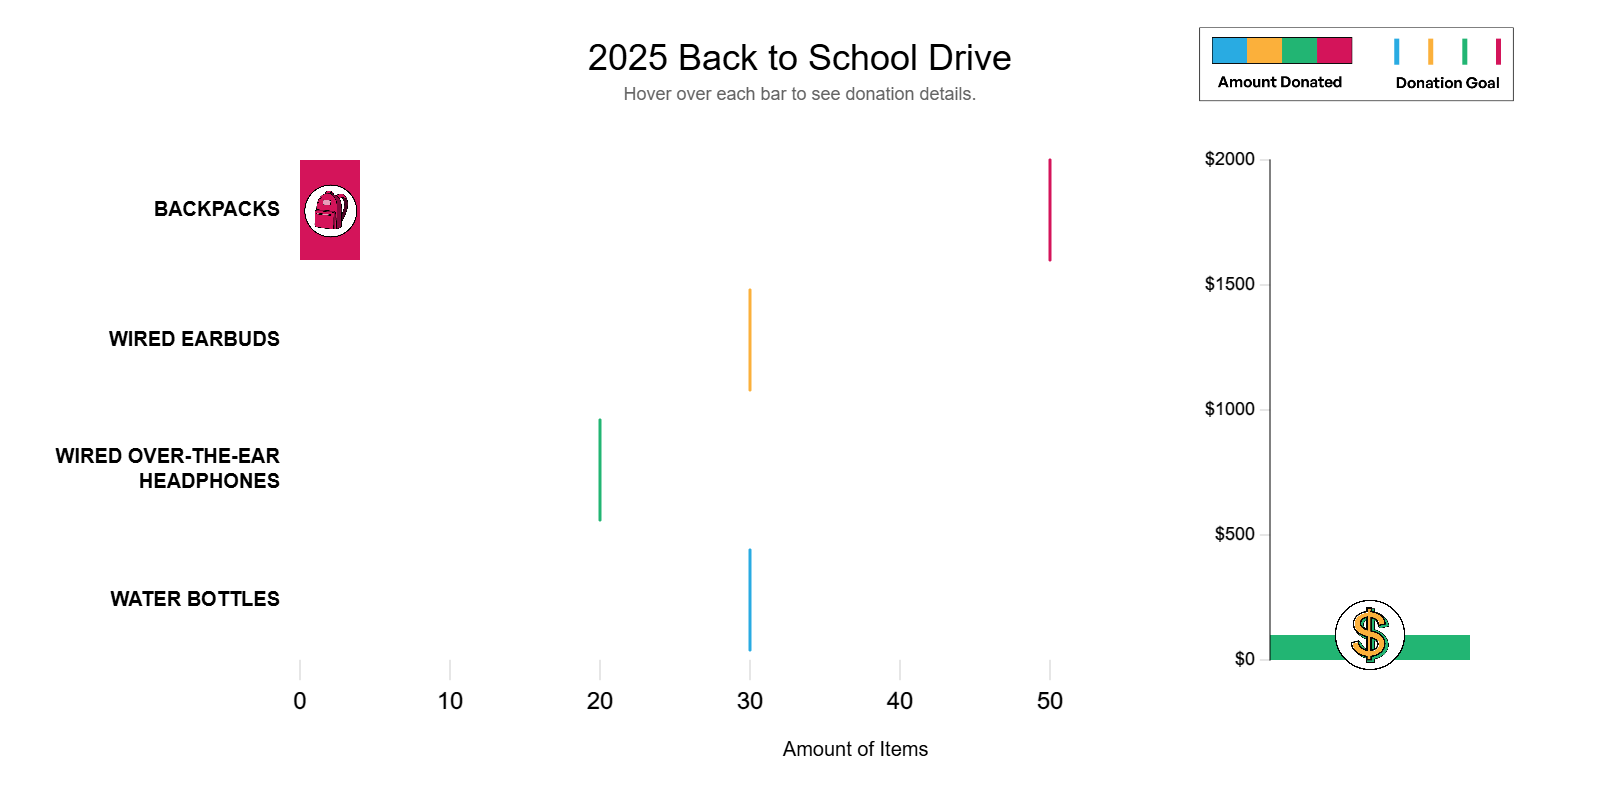 2025 Back to School Drive
Hover over each bar to see donation details.
Amount Donated
Donation Goal
BACKPACKS
WIRED EARBUDS
WIRED OVER-THE-EAR
HEADPHONES
WATER BOTTLES
0 10 20 30 40 50
Amount of Items
$2000
$1500
$1000
$500
$0
$